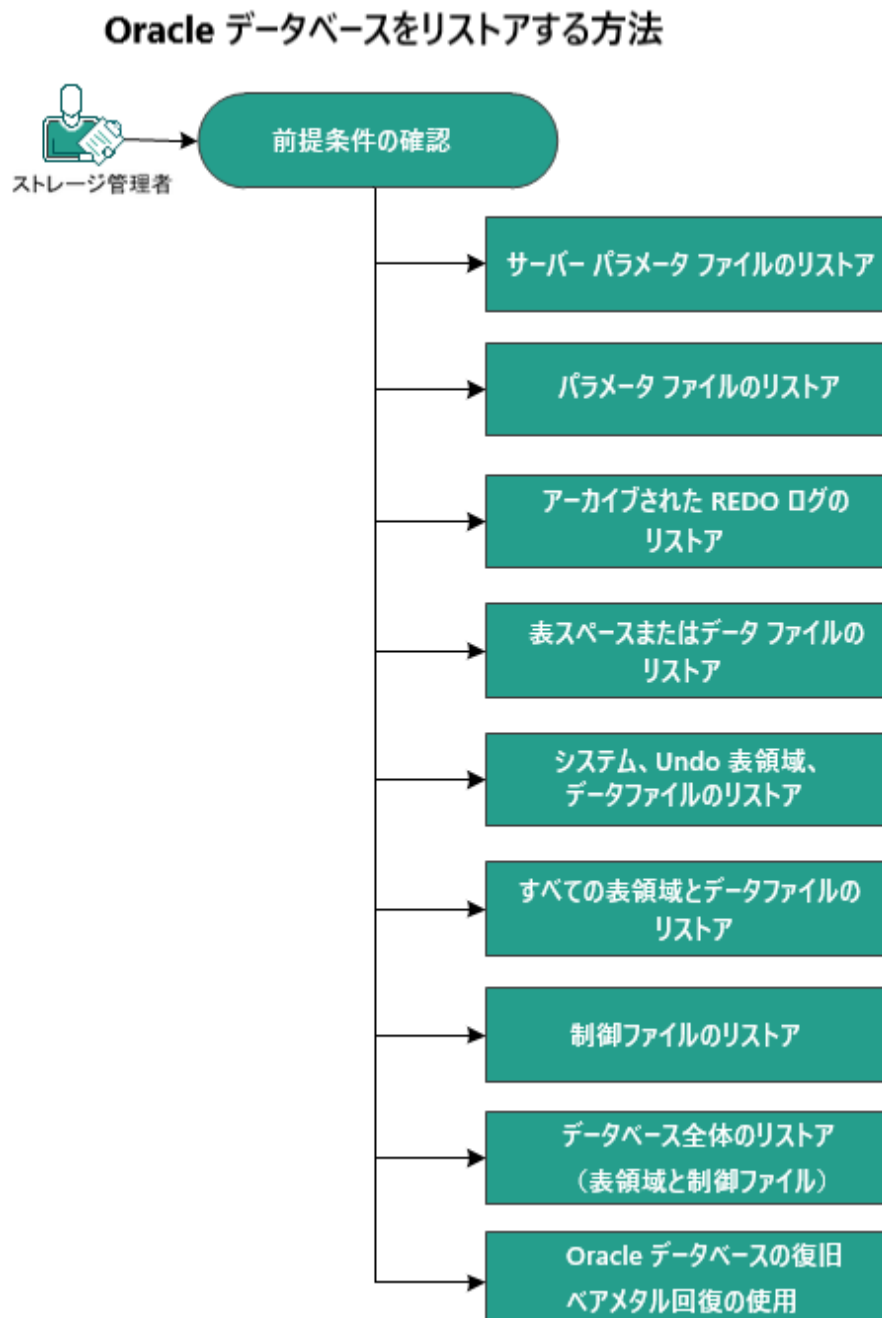 Oracle データベースをリストアする方法
前提条件の確認
ストレージ管理者
サーバー パラメータ ファイルのリストア
パラメータ ファイルのリストア
アーカイブされた REDO ログの
リストア
表スペースまたはデータ ファイルの
リストア
システム、Undo 表領域、
データファイルのリストア
すべての表領域とデータファイルの
リストア
制御ファイルのリストア
データベース全体のリストア
（表領域と制御ファイル）
Oracle データベースの復旧
ベアメタル回復の使用